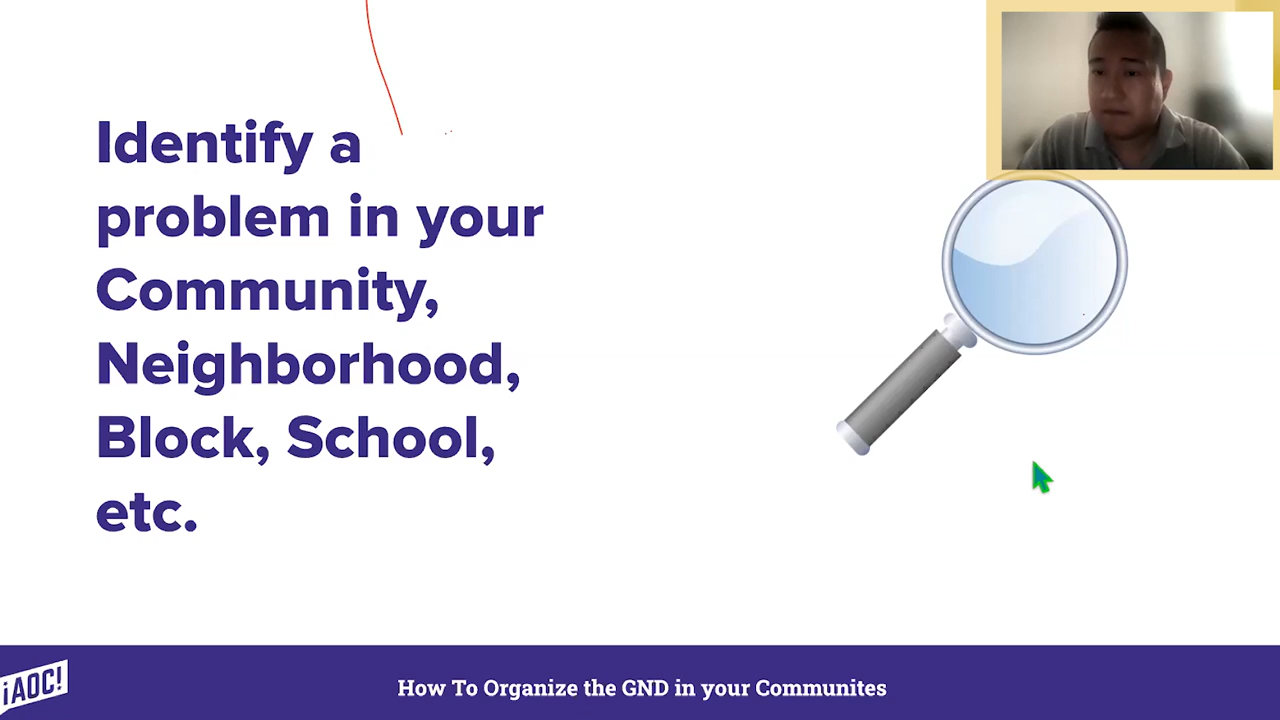 Identify a
problem in your
Community,
Neighborhood,
Block, School,
etc.
¡AOC!
How To Organize the GND in your Communites